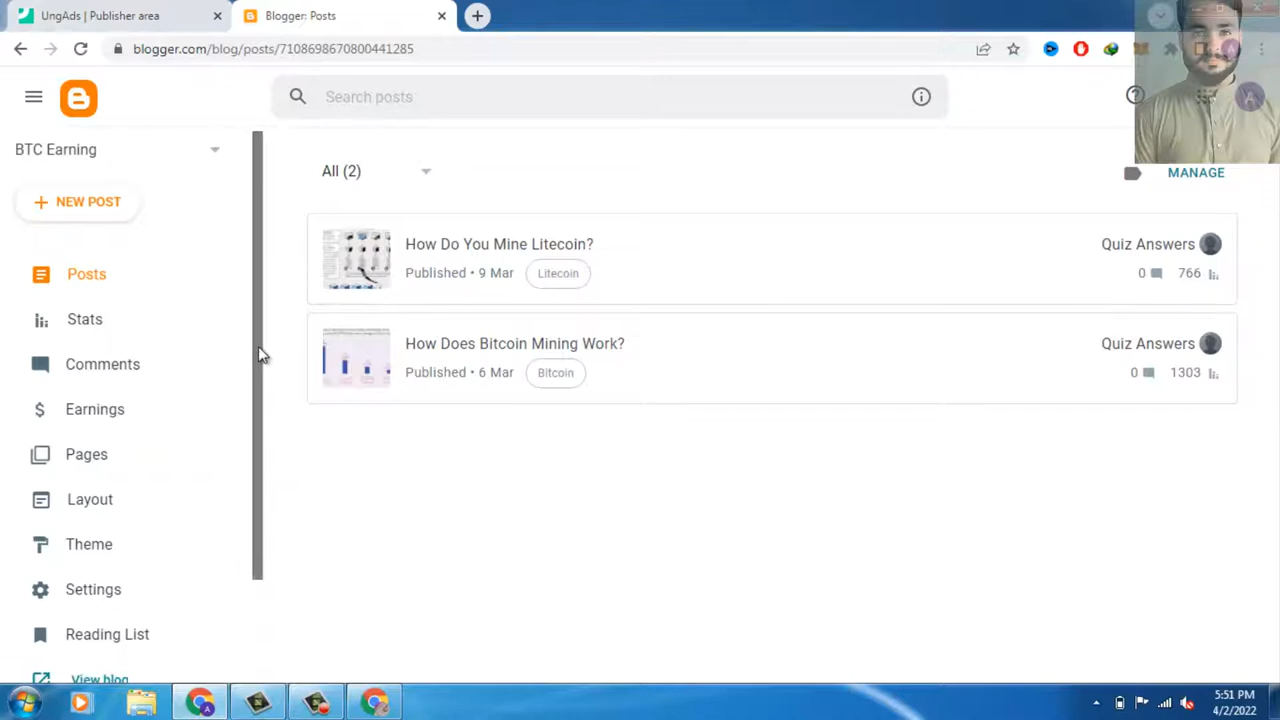 UngAds | Publisher area
Blogger: Posts
blogger.com/blog/posts/7108698670800441285
Search posts
BTC Earning
All (2)
MANAGE
NEW POST
How Do You Mine Litecoin?
Quiz Answers
Published • 9 Mar
Litecoin
0
766
How Does Bitcoin Mining Work?
Quiz Answers
Published • 6 Mar
Bitcoin
0
1303
Posts
Stats
Comments
Earnings
Pages
Layout
Theme
Settings
Reading List
View blog
5:51 PM
4/2/2022